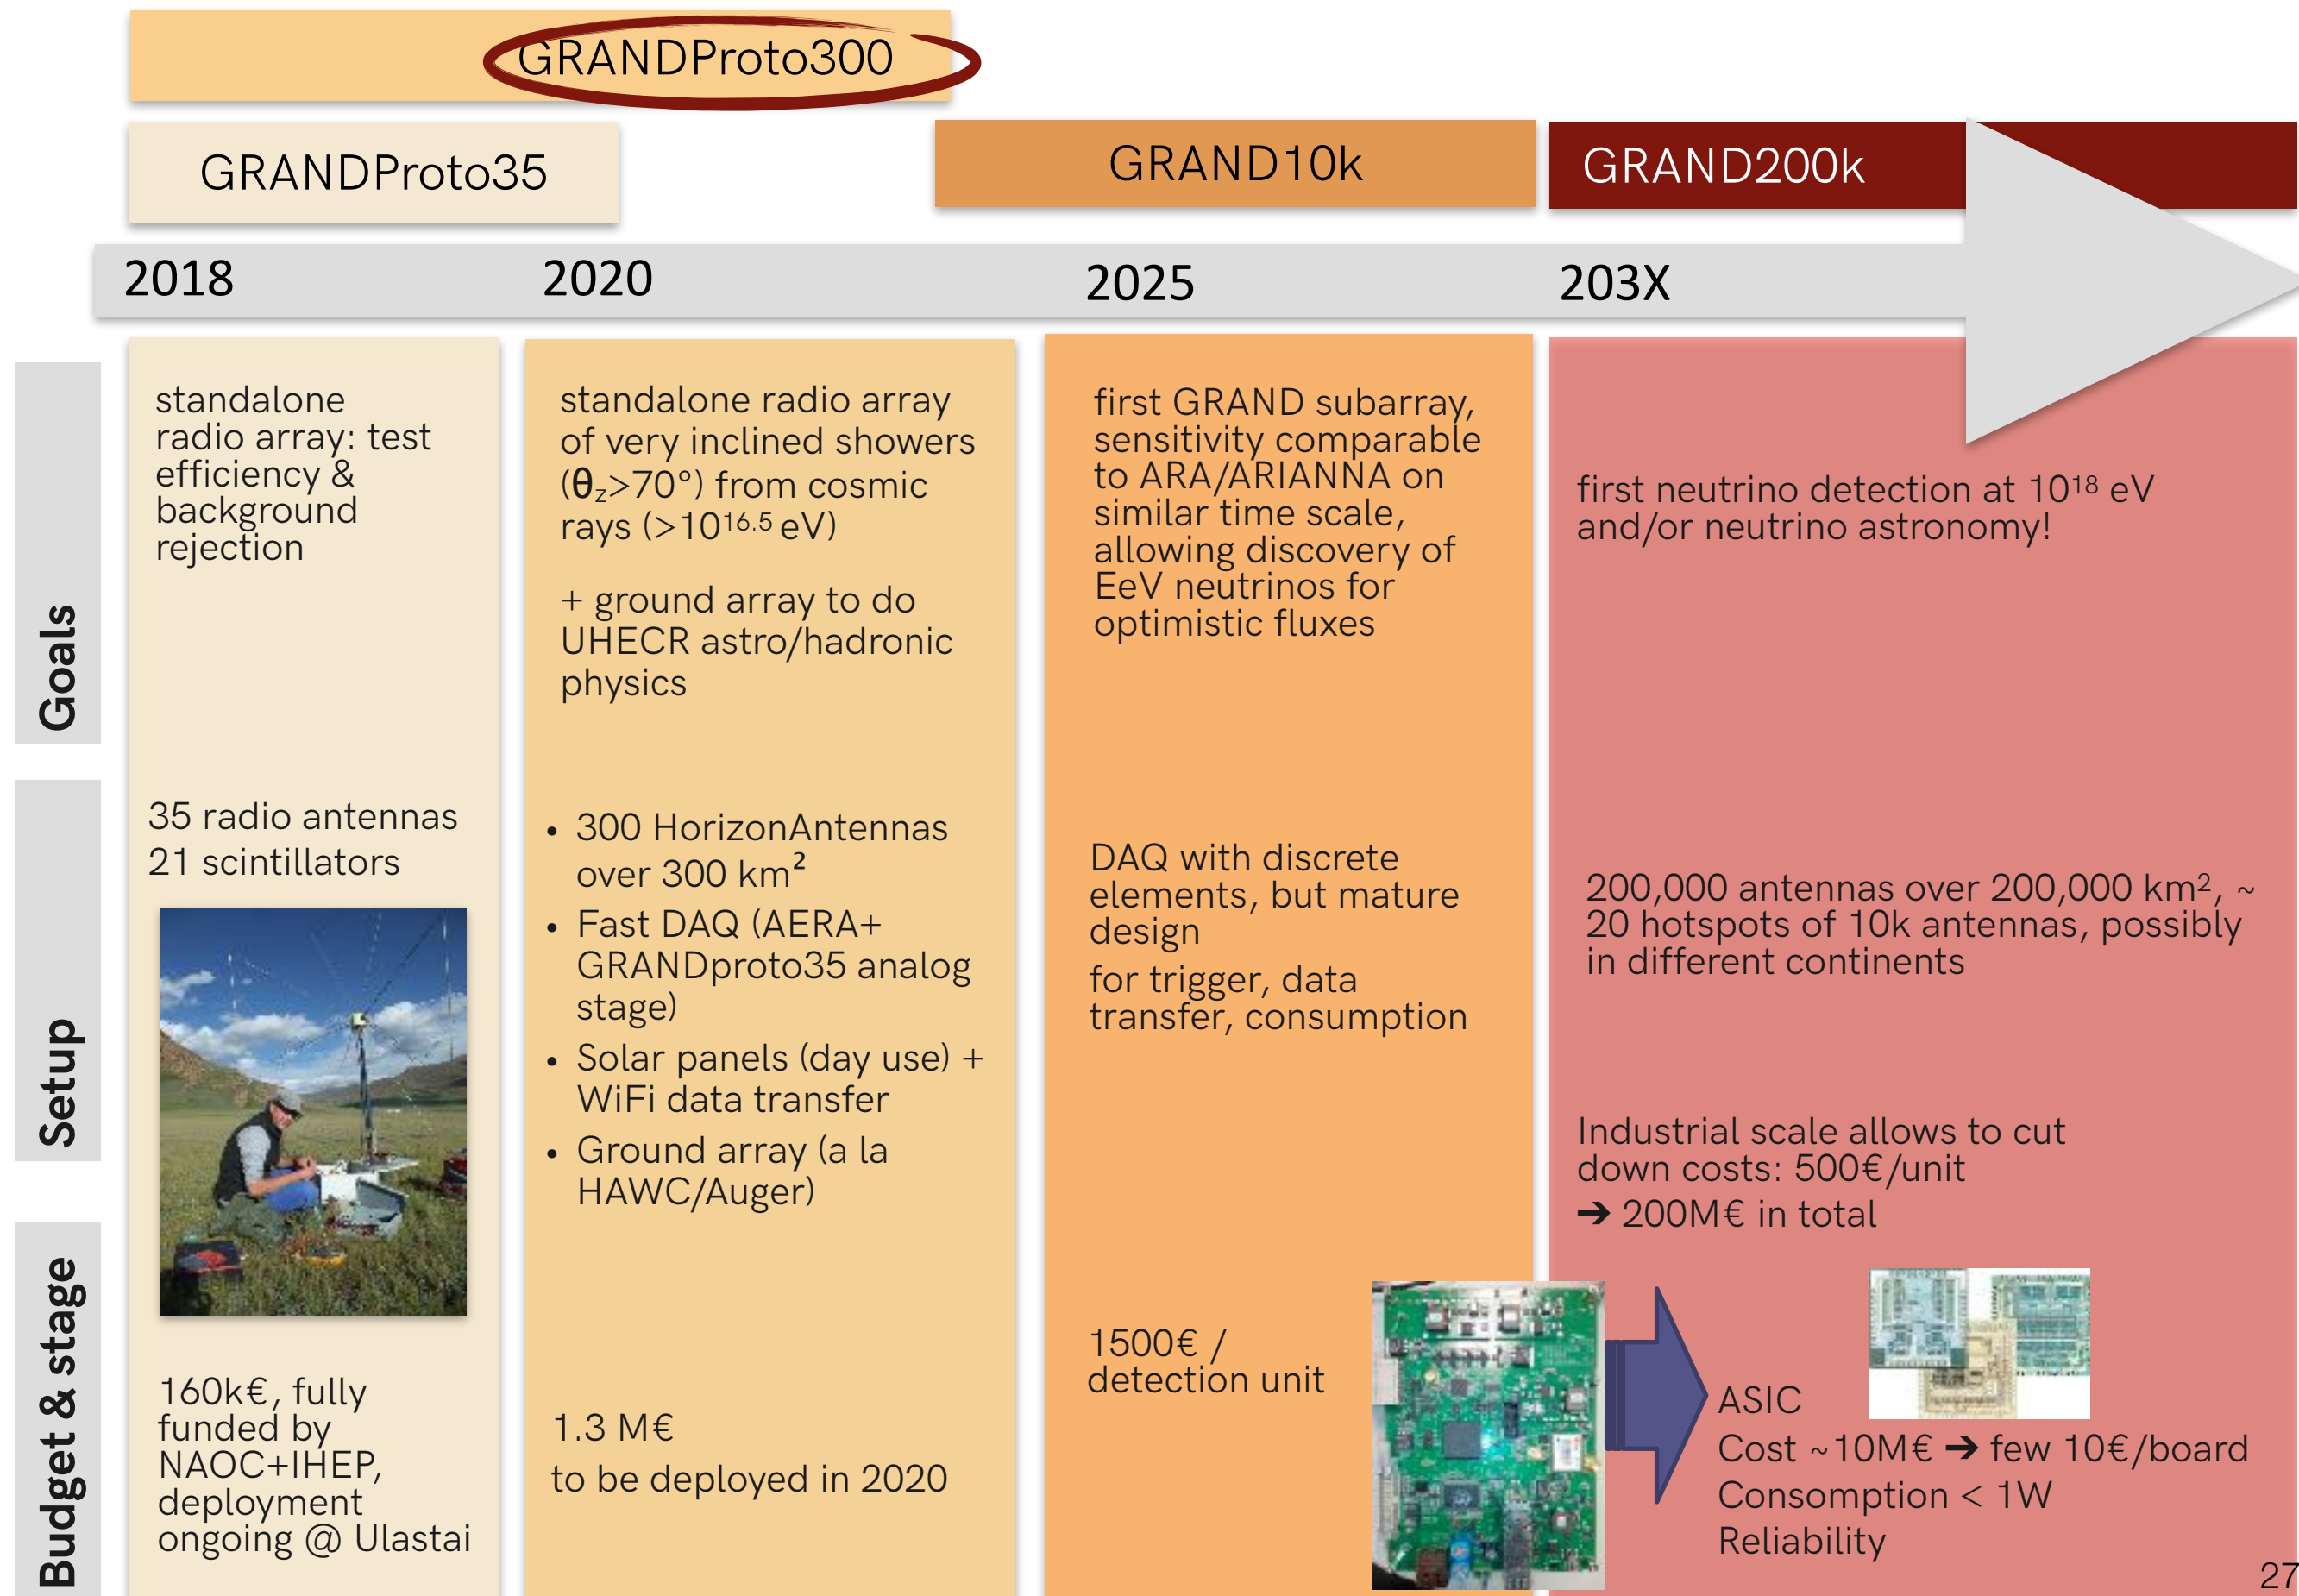 GRANDProto300
GRANDProto35
GRAND10k
GRAND200k
2018
2020
2025
203X
Goals
standalone
radio array: test
efficiency &
background
rejection
standalone radio array
of very inclined showers
(θz>70°) from cosmic
rays (>10^16.5 eV)
+ ground array to do
UHECR astro/hadronic
physics
first GRAND subarray,
sensitivity comparable
to ARA/ARIANNA on
similar time scale,
allowing discovery of
EeV neutrinos for
optimistic fluxes
first neutrino detection at 10^18 eV
and/or neutrino astronomy!
Setup
35 radio antennas
21 scintillators
• 300 HorizonAntennas
over 300 km²
• Fast DAQ (AERA+
GRANDproto35 analog
stage)
• Solar panels (day use) +
WiFi data transfer
• Ground array (a la
HAWC/Auger)
DAQ with discrete
elements, but mature
design
for trigger, data
transfer, consumption
200,000 antennas over 200,000 km², ~
20 hotspots of 10k antennas, possibly
in different continents
Industrial scale allows to cut
down costs: 500€/unit
➔ 200M€ in total
Budget & stage
160k€, fully
funded by
NAOC+IHEP,
deployment
ongoing @ Ulastai
1.3 M€
to be deployed in 2020
1500€ /
detection unit
ASIC
Cost ~10M€ ➔ few 10€/board
Consomption < 1W
Reliability
27